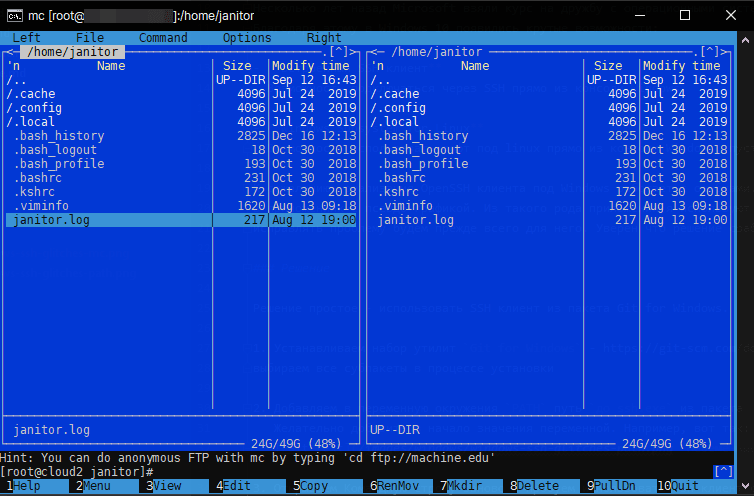 mc [root@ ]:/home/janitor
Left File Command Options Right
<─ /home/janitor ─.[^]> <─ /home/janitor ─.[^]>
'n Name Size Modify time 'n Name Size Modify time
/.. UP--DIR Sep 12 16:43 /.. UP--DIR Sep 12 16:43
/.cache 4096 Jul 24 2019 /.cache 4096 Jul 24 2019
/.config 4096 Jul 24 2019 /.config 4096 Jul 24 2019
/.local 4096 Jul 24 2019 /.local 4096 Jul 24 2019
.bash_history 2825 Dec 16 12:13 .bash_history 2825 Dec 16 12:13
.bash_logout 18 Oct 30 2018 .bash_logout 18 Oct 30 2018
.bash_profile 193 Oct 30 2018 .bash_profile 193 Oct 30 2018
.bashrc 231 Oct 30 2018 .bashrc 231 Oct 30 2018
.kshrc 172 Oct 30 2018 .kshrc 172 Oct 30 2018
.viminfo 1620 Aug 13 09:18 .viminfo 1620 Aug 13 09:18
janitor.log 217 Aug 12 19:00 janitor.log 217 Aug 12 19:00
janitor.log UP--DIR
24G/49G (48%) 24G/49G (48%)
Hint: You can do anonymous FTP with mc by typing 'cd ftp://machine.edu'
[root@cloud2 janitor]# [^]
1Help 2Menu 3View 4Edit 5Copy 6RenMov 7Mkdir 8Delete 9PullDn 10Quit